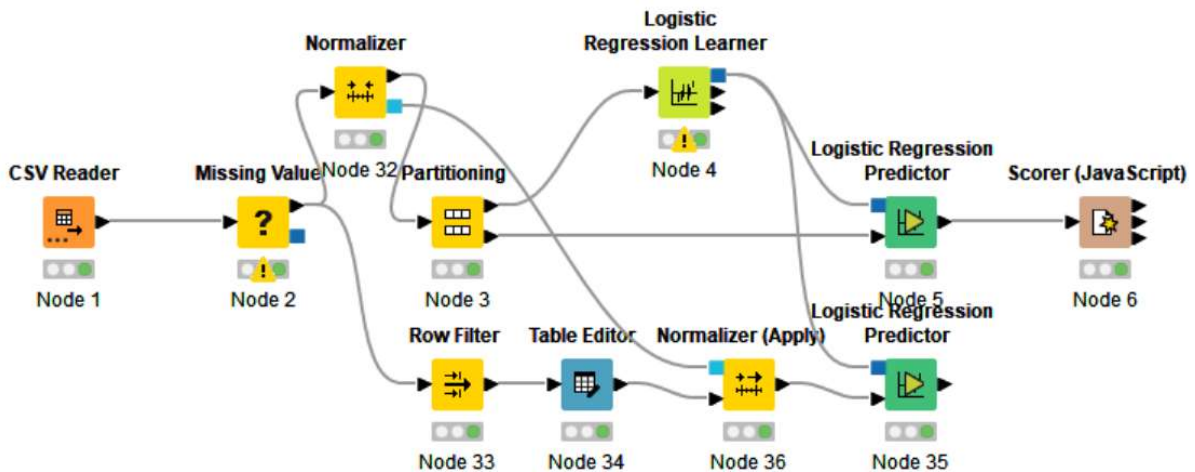 Normalizer
Node 32
Logistic
Regression Learner
Node 4
CSV Reader
Node 1
Missing Value
?
Node 2
Partitioning
Node 3
Logistic Regression
Predictor
Node 5
Scorer (JavaScript)
Node 6
Row Filter
Node 33
Table Editor
Node 34
Normalizer (Apply)
Node 36
Logistic Regression
Predictor
Node 35